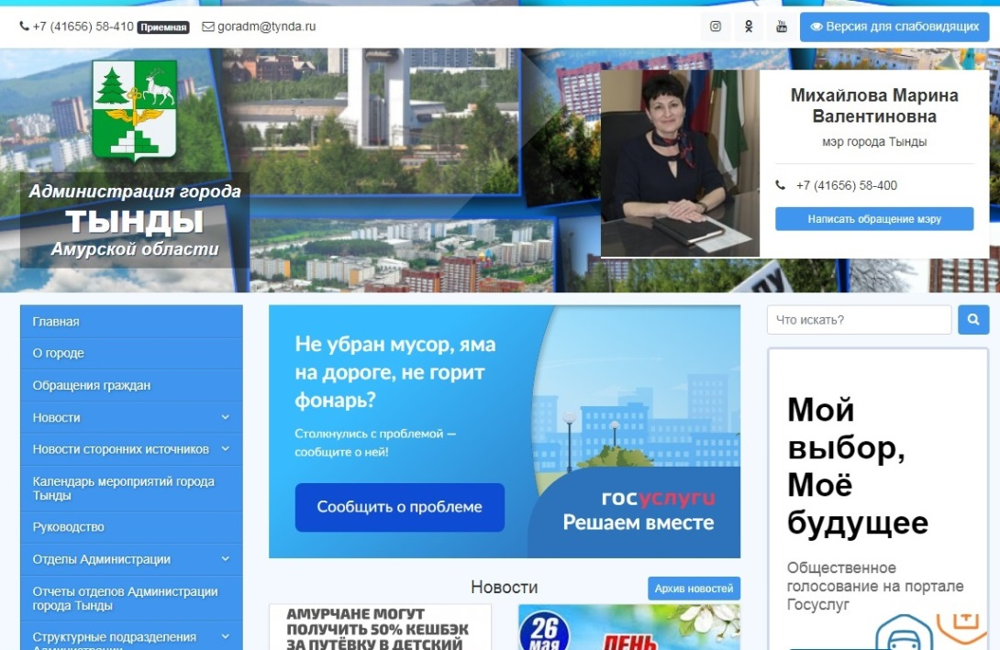 +7 (41656) 58-410 Приемная goradm@tynda.ru
You Tube
Версия для слабовидящих
Администрация города
ТЫНДЫ
Амурской области
Михайлова Марина
Валентиновна
мэр города Тынды
+7 (41656) 58-400
Написать обращение мэру
Главная
О городе
Обращения граждан
Новости
Новости сторонних источников
Календарь мероприятий города
Тынды
Руководство
Отделы Администрации
Отчеты отделов Администрации
города Тынды
Структурные подразделения
Администрации
Не убран мусор, яма
на дороге, не горит
фонарь?
Столкнулись с проблемой —
сообщите о ней!
Сообщить о проблеме
госуслуги
Решаем вместе
Новости
Архив новостей
АМУРЧАНЕ МОГУТ
ПОЛУЧИТЬ 50% КЕШБЭК
ЗА ПУТЁВКУ В ДЕТСКИЙ
26
мая
ДЕНЬ
Что искать?
Мой
выбор,
Моё
будущее
Общественное
голосование на портале
Госуслуг